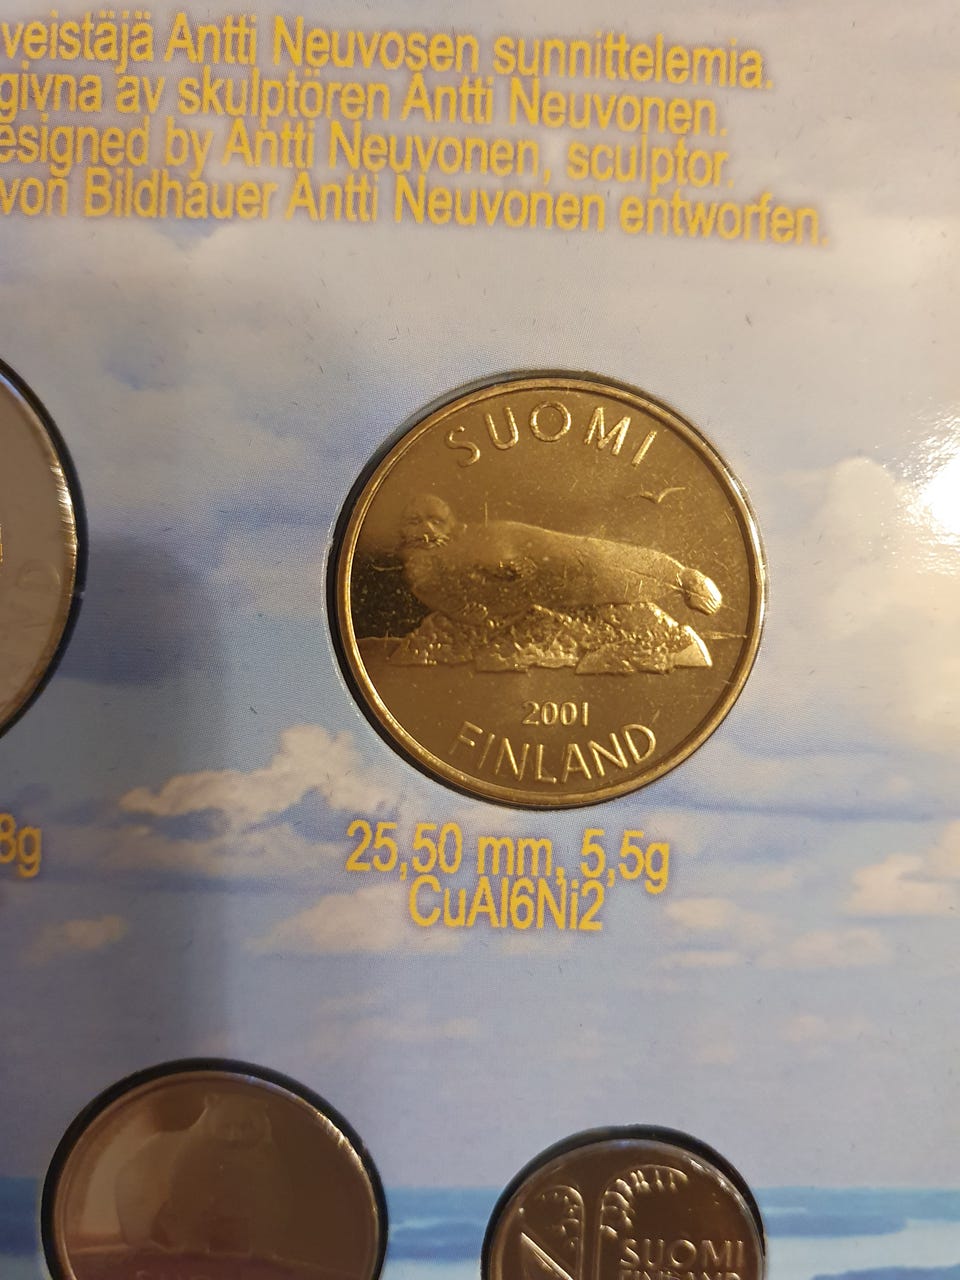 veistäjä Antti Neuvosen sunnittelemia.
givna av skulptören Antti Neuvonen.
esigned by Antti Neuvonen, sculptor.
von Bildhauer Antti Neuvonen entworfen.
SUOMI
2001
FINLAND
8g
25,50 mm, 5,5g
CuAl6Ni2
SUOMI
FINLAND